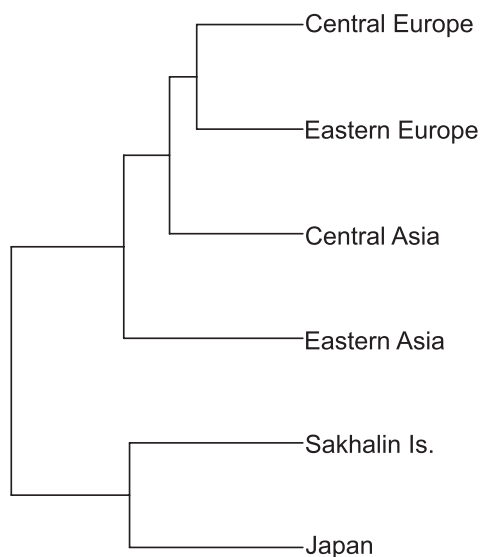 Central Europe
Eastern Europe
Central Asia
Eastern Asia
Sakhalin Is.
Japan